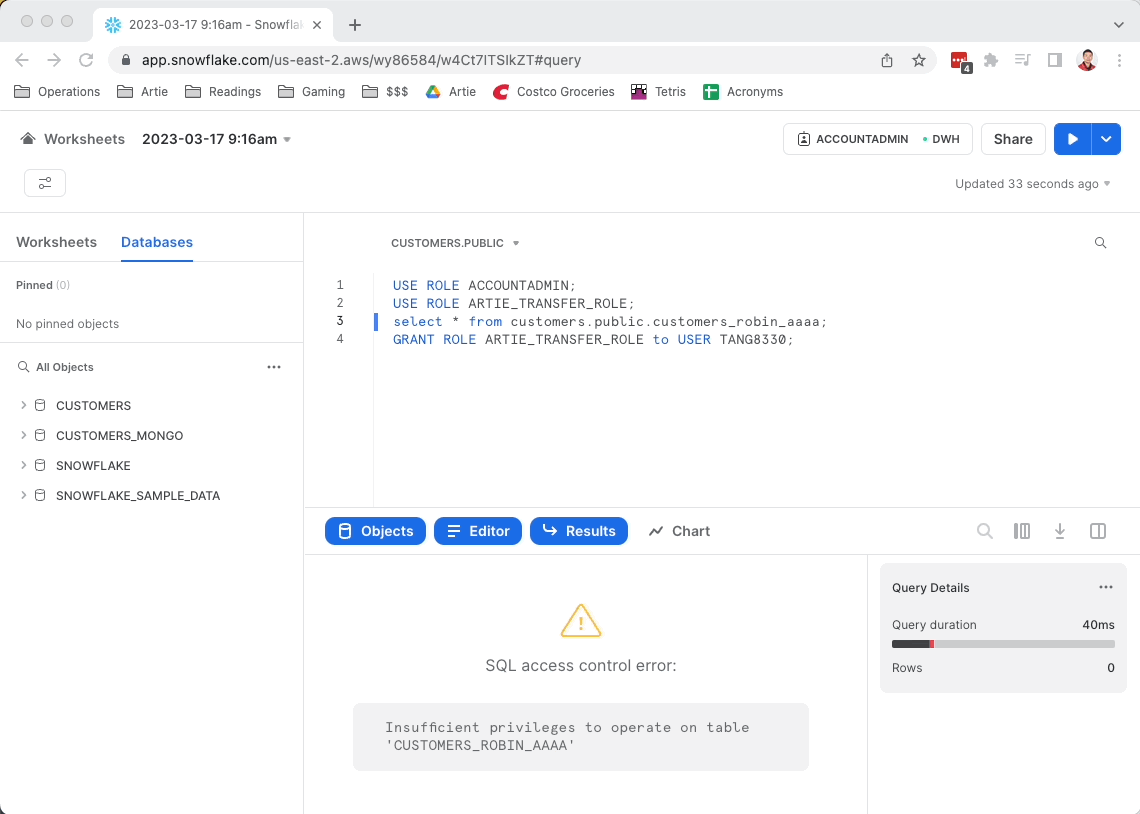 2023-03-17 9:16am - Snowfla
app.snowflake.com/us-east-2.aws/wy86584/w4Ct7lTSIkZT#query
4
Operations Artie Readings Gaming $$$ Artie Costco Groceries Tetris Acronyms
Worksheets 2023-03-17 9:16am ACCOUNTADMIN DWH Share
Updated 33 seconds ago
Worksheets Databases
CUSTOMERS.PUBLIC
Pinned (0)
No pinned objects
All Objects
CUSTOMERS
CUSTOMERS_MONGO
SNOWFLAKE
SNOWFLAKE_SAMPLE_DATA
1 USE ROLE ACCOUNTADMIN;
2 USE ROLE ARTIE_TRANSFER_ROLE;
3 select * from customers.public.customers_robin_aaaa;
4 GRANT ROLE ARTIE_TRANSFER_ROLE to USER TANG8330;
Objects Editor Results Chart
SQL access control error:
Insufficient privileges to operate on table
'CUSTOMERS_ROBIN_AAAA'
Query Details
Query duration 40ms
Rows 0